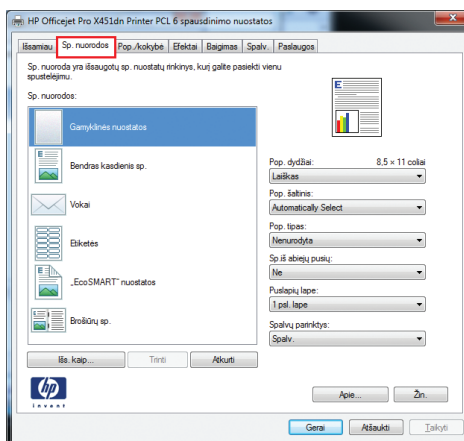 HP Officejet Pro X451dn Printer PCL 6 spausdinimo nuostatos
Išsamiau Sp. nuorodos Pop./kokybė Efektai Baigimas Spalv. Paslaugos
Sp. nuoroda yra išsaugotų sp. nuostatų rinkinys, kurį galite pasiekti vienu
spustelėjimu.
Sp. nuorodos:
Gamyklinės nuostatos
Bendras kasdienis sp.
Vokai
Etiketės
„EcoSMART“ nuostatos
Brošiūrų sp.
Išs. kaip... Trinti Atkurti
E
Pop. dydžiai: 8,5 × 11 coliai
Laiškas
Pop. šaltinis:
Automatically Select
Pop. tipas:
Nenurodyta
Sp.iš abiejų pusių:
Ne
Puslapių lape:
1 psl. lape
Spalvų parinktys:
Spalv.
hp
invent
Apie... Žin.
Gerai Atšaukti Taikyti